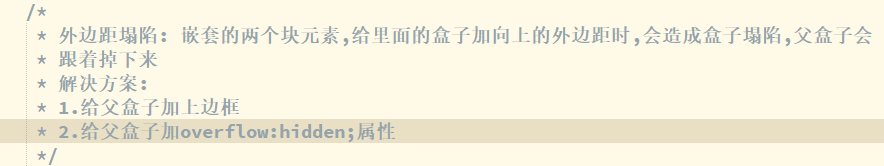 /*
* 外边距塌陷: 嵌套的两个块元素,给里面的盒子加向上的外边距时,会造成盒子塌陷,父盒子会
* 跟着掉下来
* 解决方案:
* 1.给父盒子加上边框
* 2.给父盒子加overflow:hidden;属性
*/